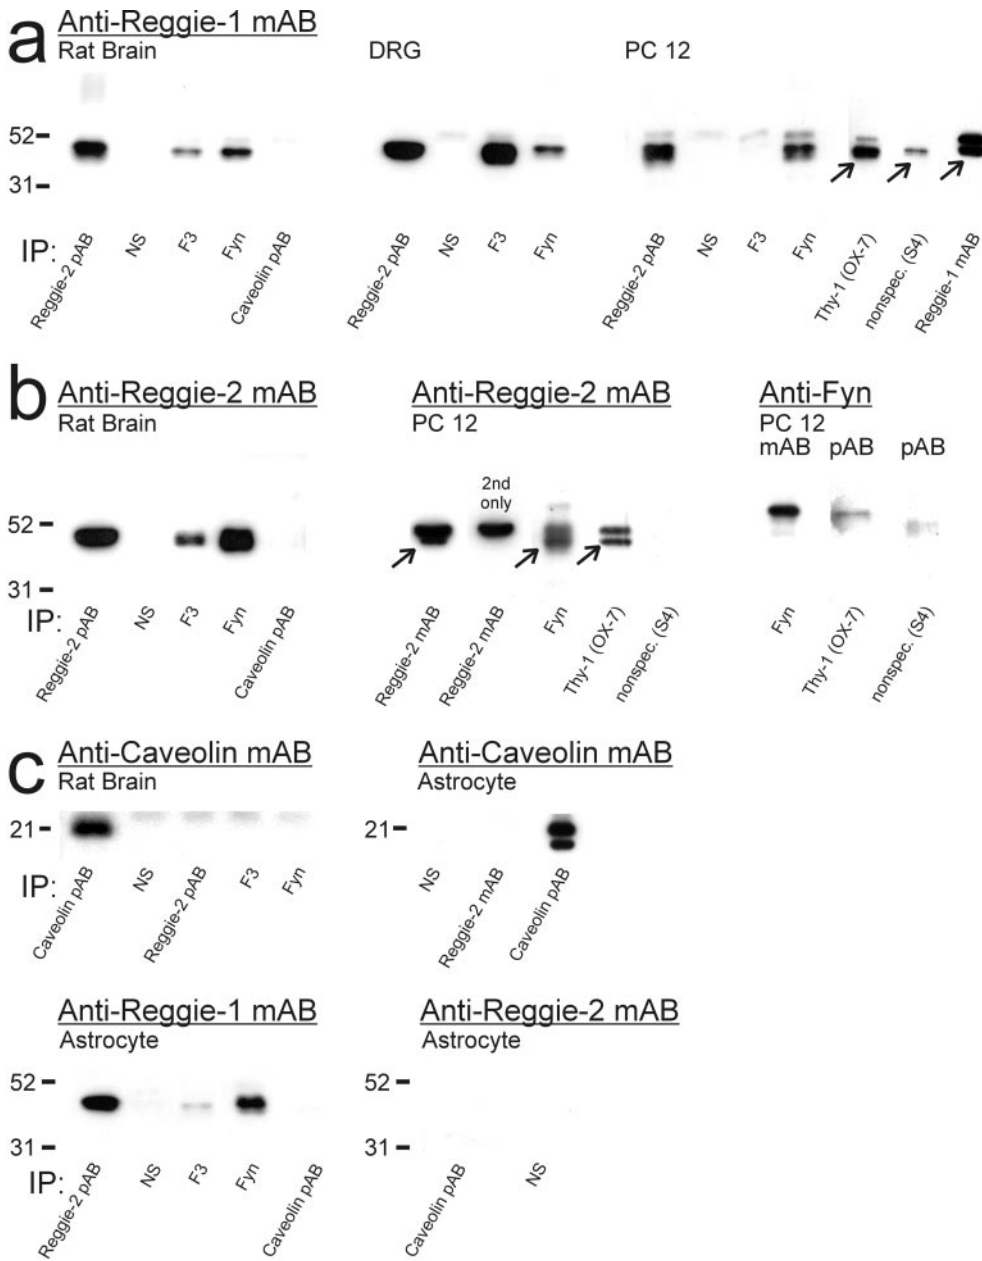 a
Anti-Reggie-1 mAB
Rat Brain
DRG
PC 12
52
31
IP:
Reggie-2 pAB
NS
F3
Fyn
Caveolin pAB
Reggie-2 pAB
NS
F3
Fyn
Reggie-2 pAB
NS
F3
Fyn
Thy-1 (OX-7)
nonspec. (S4)
Reggie-1 mAB
b
Anti-Reggie-2 mAB
Rat Brain
52
31
IP:
Reggie-2 pAB
NS
F3
Fyn
Caveolin pAB
Anti-Reggie-2 mAB
PC 12
2nd
only
Reggie-2 mAB
Reggie-2 mAB
Fyn
Thy-1 (OX-7)
nonspec. (S4)
Anti-Fyn
PC 12
mAB pAB pAB
Fyn
Thy-1 (OX-7)
nonspec. (S4)
c
Anti-Caveolin mAB
Rat Brain
21
IP:
Caveolin pAB
NS
Reggie-2 pAB
F3
Fyn
Anti-Caveolin mAB
Astrocyte
21
NS
Reggie-2 mAB
Caveolin pAB
Anti-Reggie-1 mAB
Astrocyte
52
31
IP:
Reggie-2 pAB
NS
F3
Fyn
Caveolin pAB
Anti-Reggie-2 mAB
Astrocyte
52
31
Caveolin pAB
NS